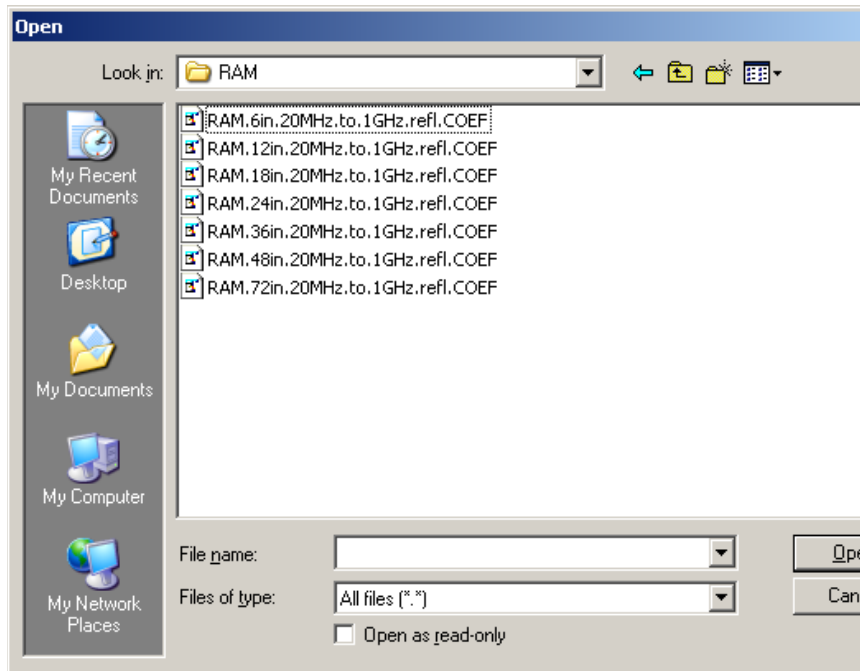 Open
Look in: RAM
My Recent
Documents
Desktop
My Documents
My Computer
My Network
Places
RAM.6in.20MHz.to.1GHz.refl.COEF
RAM.12in.20MHz.to.1GHz.refl.COEF
RAM.18in.20MHz.to.1GHz.refl.COEF
RAM.24in.20MHz.to.1GHz.refl.COEF
RAM.36in.20MHz.to.1GHz.refl.COEF
RAM.48in.20MHz.to.1GHz.refl.COEF
RAM.72in.20MHz.to.1GHz.refl.COEF
File name:
Ope
Files of type: All files (*.*)
Can
Open as read-only